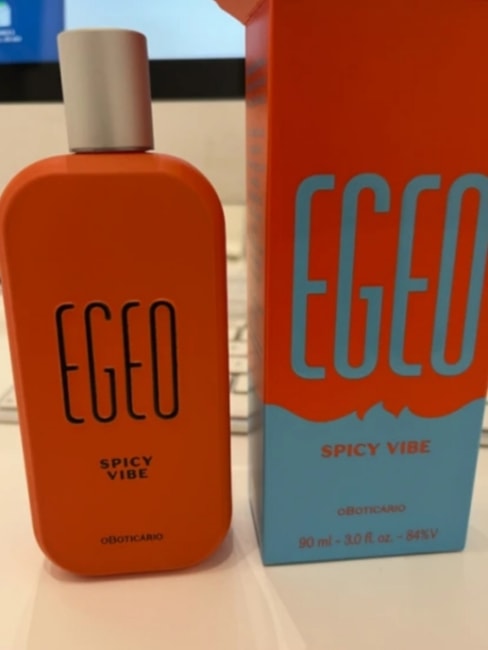 EGEO
SPICY
VIBE
oBOTICARIO
EGEO
SPICY VIBE
oBOTICARIO
90 ml - 3.0 fl. oz. - 84%V